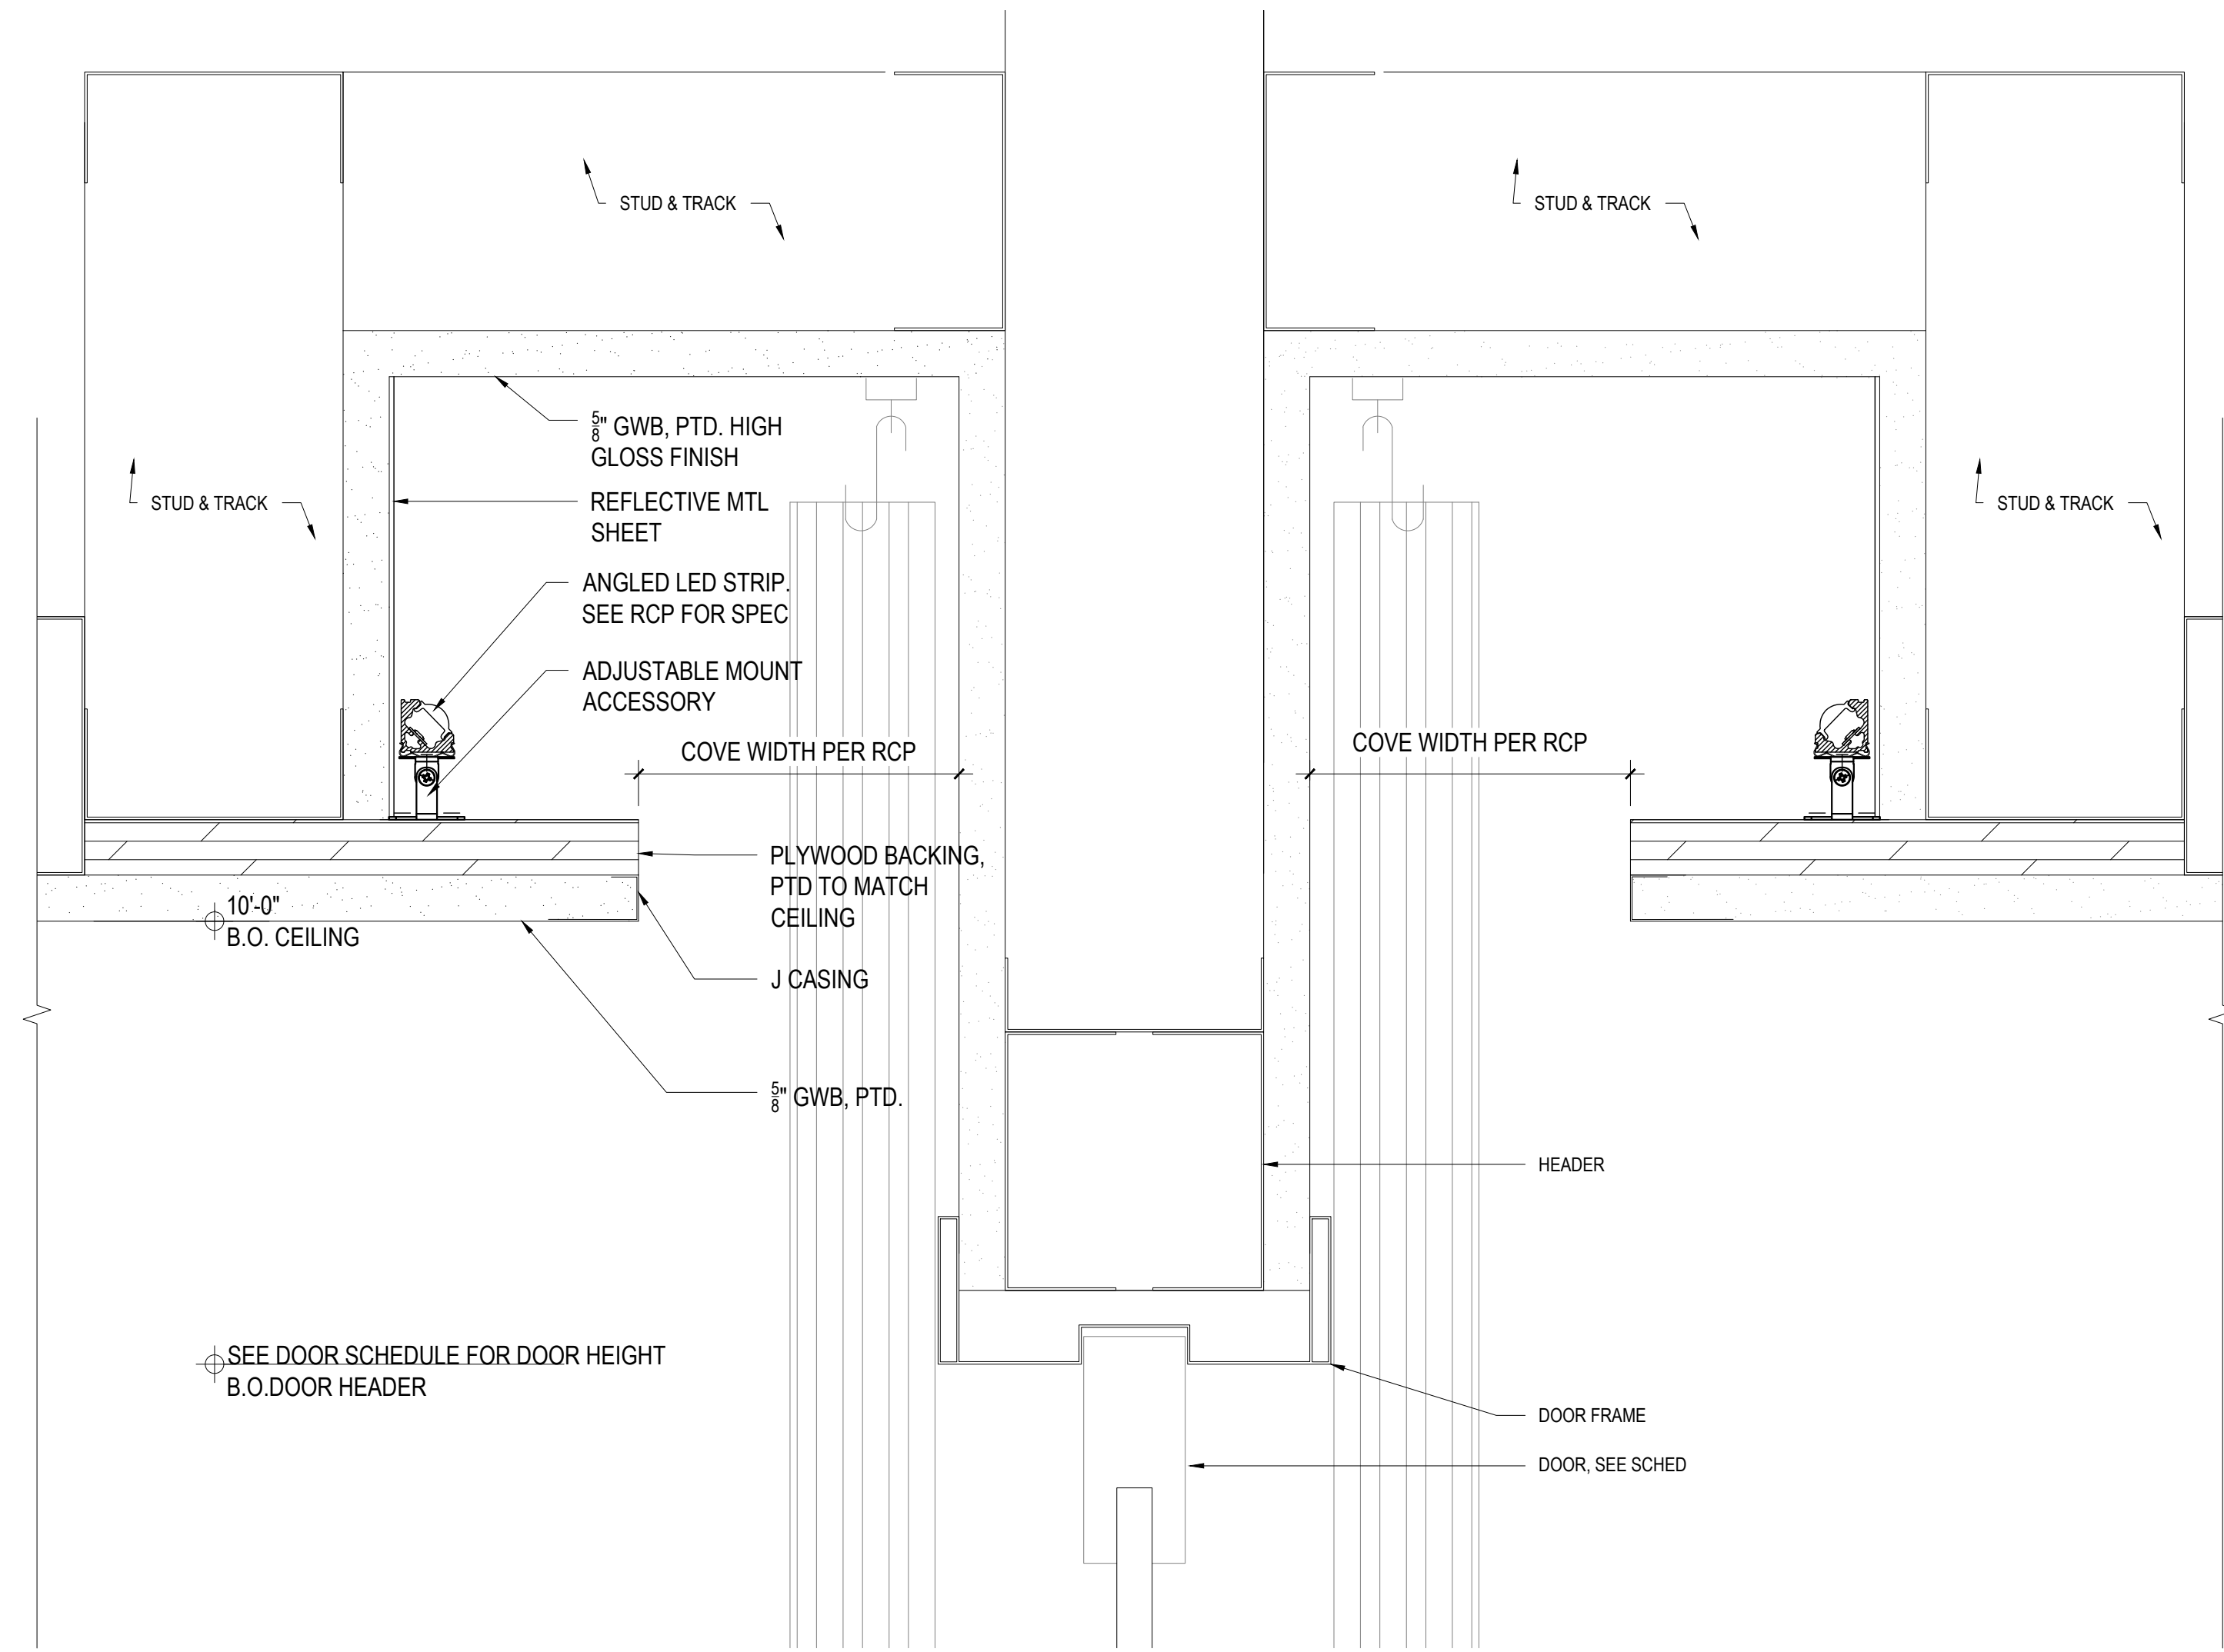 STUD & TRACK
STUD & TRACK
5/8" GWB, PTD. HIGH
GLOSS FINISH
REFLECTIVE MTL
SHEET
STUD & TRACK
STUD & TRACK
ANGLED LED STRIP.
SEE RCP FOR SPEC
ADJUSTABLE MOUNT
ACCESSORY
COVE WIDTH PER RCP
COVE WIDTH PER RCP
PLYWOOD BACKING,
PTD TO MATCH
CEILING
10'-0"
B.O. CEILING
J CASING
5/8" GWB, PTD.
HEADER
SEE DOOR SCHEDULE FOR DOOR HEIGHT
B.O.DOOR HEADER
DOOR FRAME
DOOR, SEE SCHED